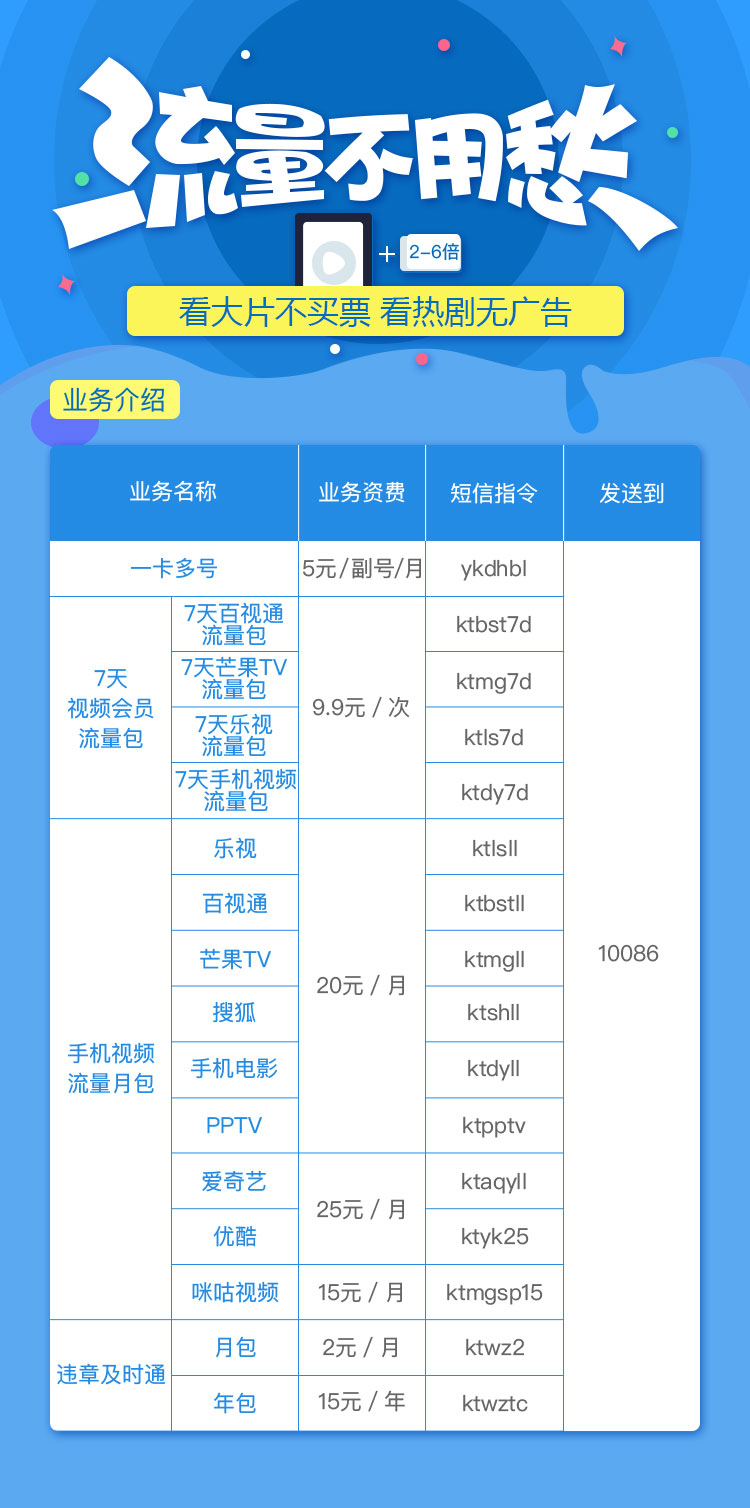 流量不用愁
+ 2-6倍
看大片不买票 看热剧无广告
业务介绍
业务名称 业务资费 短信指令 发送到
一卡多号 5元/副号/月 ykdhbl
7天
视频会员
流量包
7天百视通
流量包
ktbst7d
7天芒果TV
流量包
ktmg7d
9.9元 / 次
7天乐视
流量包
ktls7d
7天手机视频
流量包
ktdy7d
手机视频
流量月包
乐视 ktlsll
百视通 ktbstll
芒果TV ktmgll
20元 / 月
搜狐 ktshll
手机电影 ktdyll
PPTV ktpptv
爱奇艺 ktaqyll
25元 / 月
优酷 ktyk25
咪咕视频 15元 / 月 ktmgsp15
违章及时通
月包 2元 / 月 ktwz2
年包 15元 / 年 ktwztc
10086